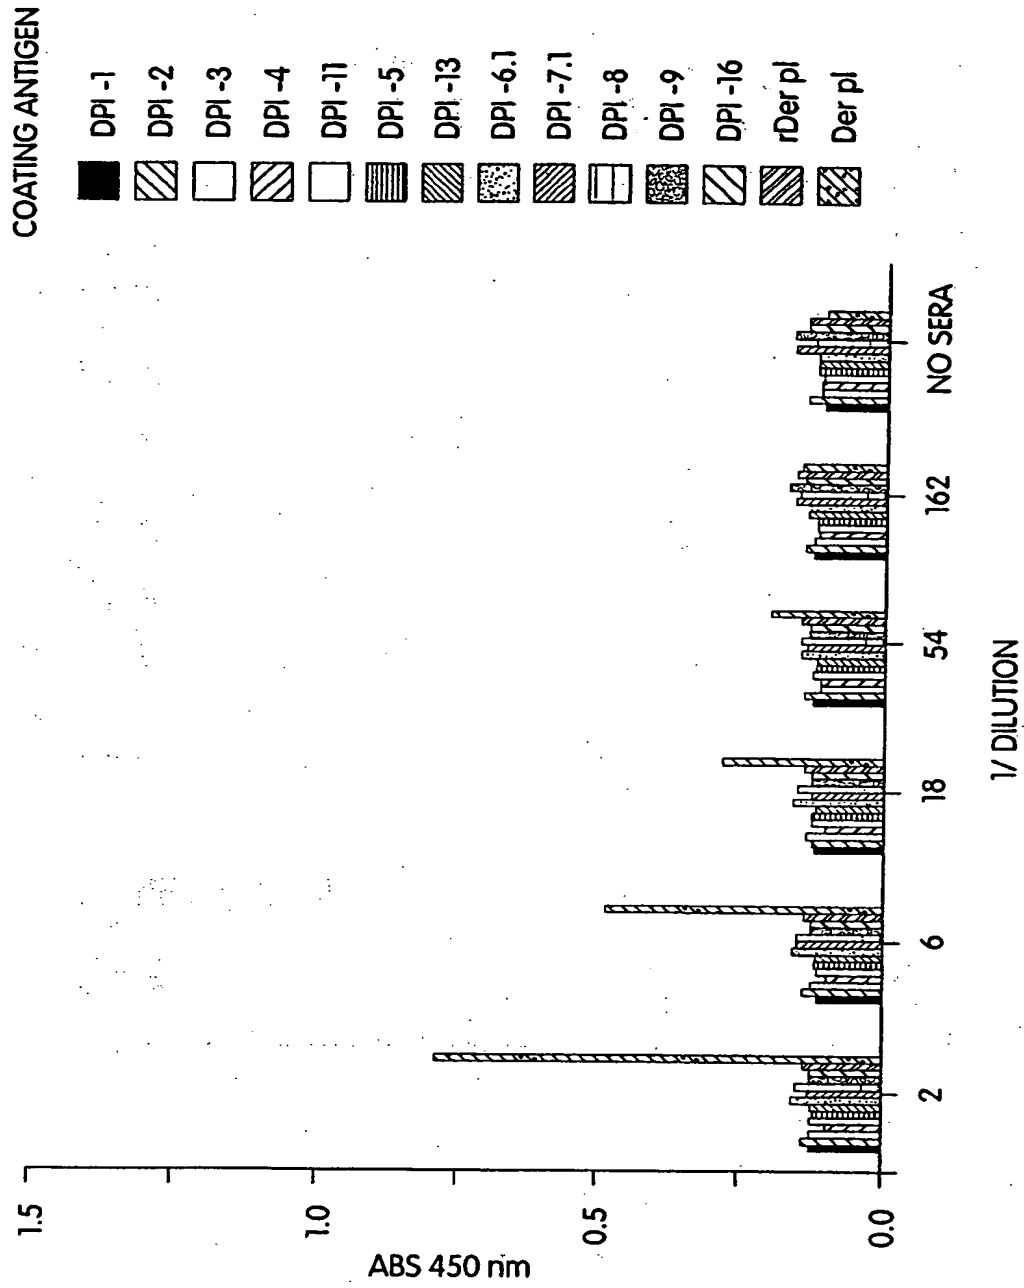 COATING ANTIGEN
DPI -1
DPI -2
DPI -3
DPI -4
DPI -11
DPI -5
DPI -13
DPI -6.1
DPI -7.1
DPI -8
DPI -9
DPI -16
rDer pI
Der pI
ABS 450 nm
1.5
1.0
0.5
0.0
2
6
18
54
162
NO SERA
1/ DILUTION